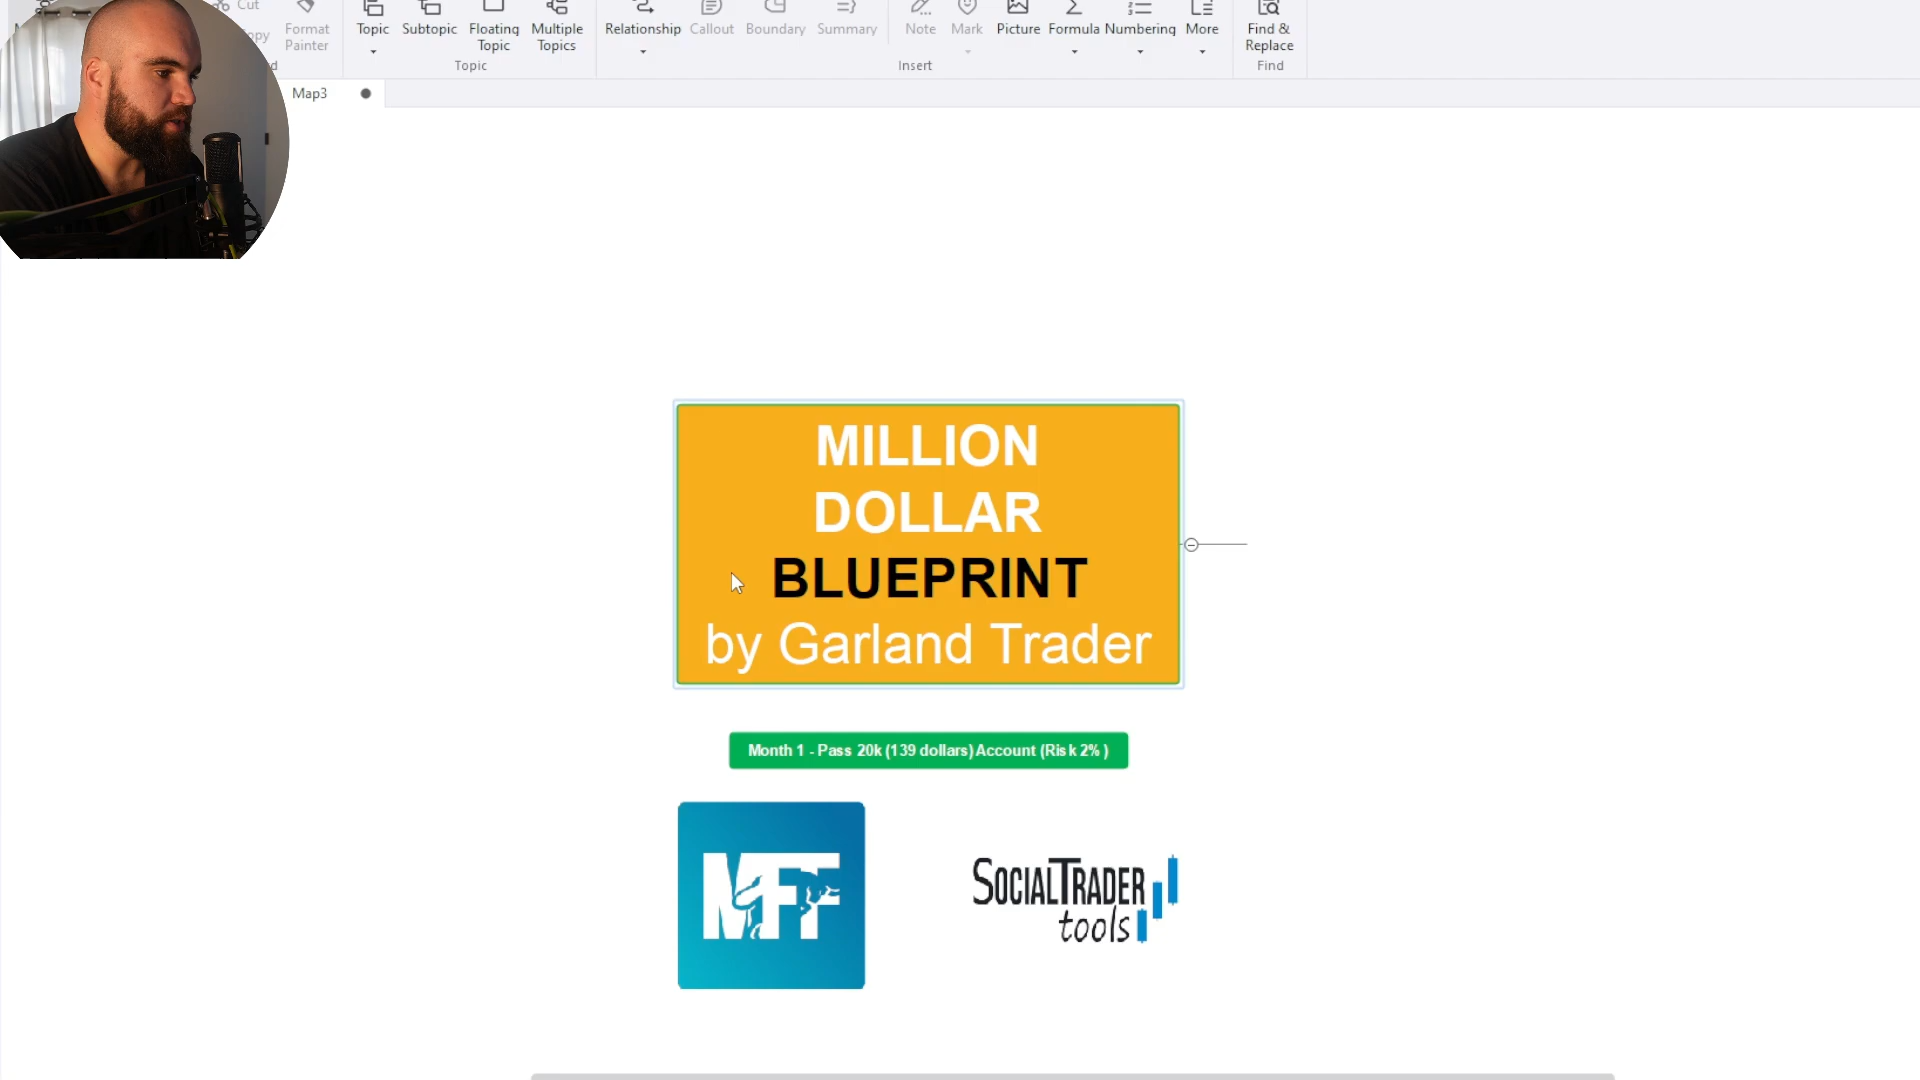 Cut
Format
Painter
Topic
Subtopic
Floating
Topic
Multiple
Topics
Topic
Relationship
Callout
Boundary
Summary
Note
Mark
Picture
Formula
Numbering
More
Insert
Find &
Replace
Find
Map3
MILLION
DOLLAR
BLUEPRINT
by Garland Trader
Month 1 - Pass 20k (139 dollars) Account (Risk 2% )
MFF
SOCIALTRADER
tools